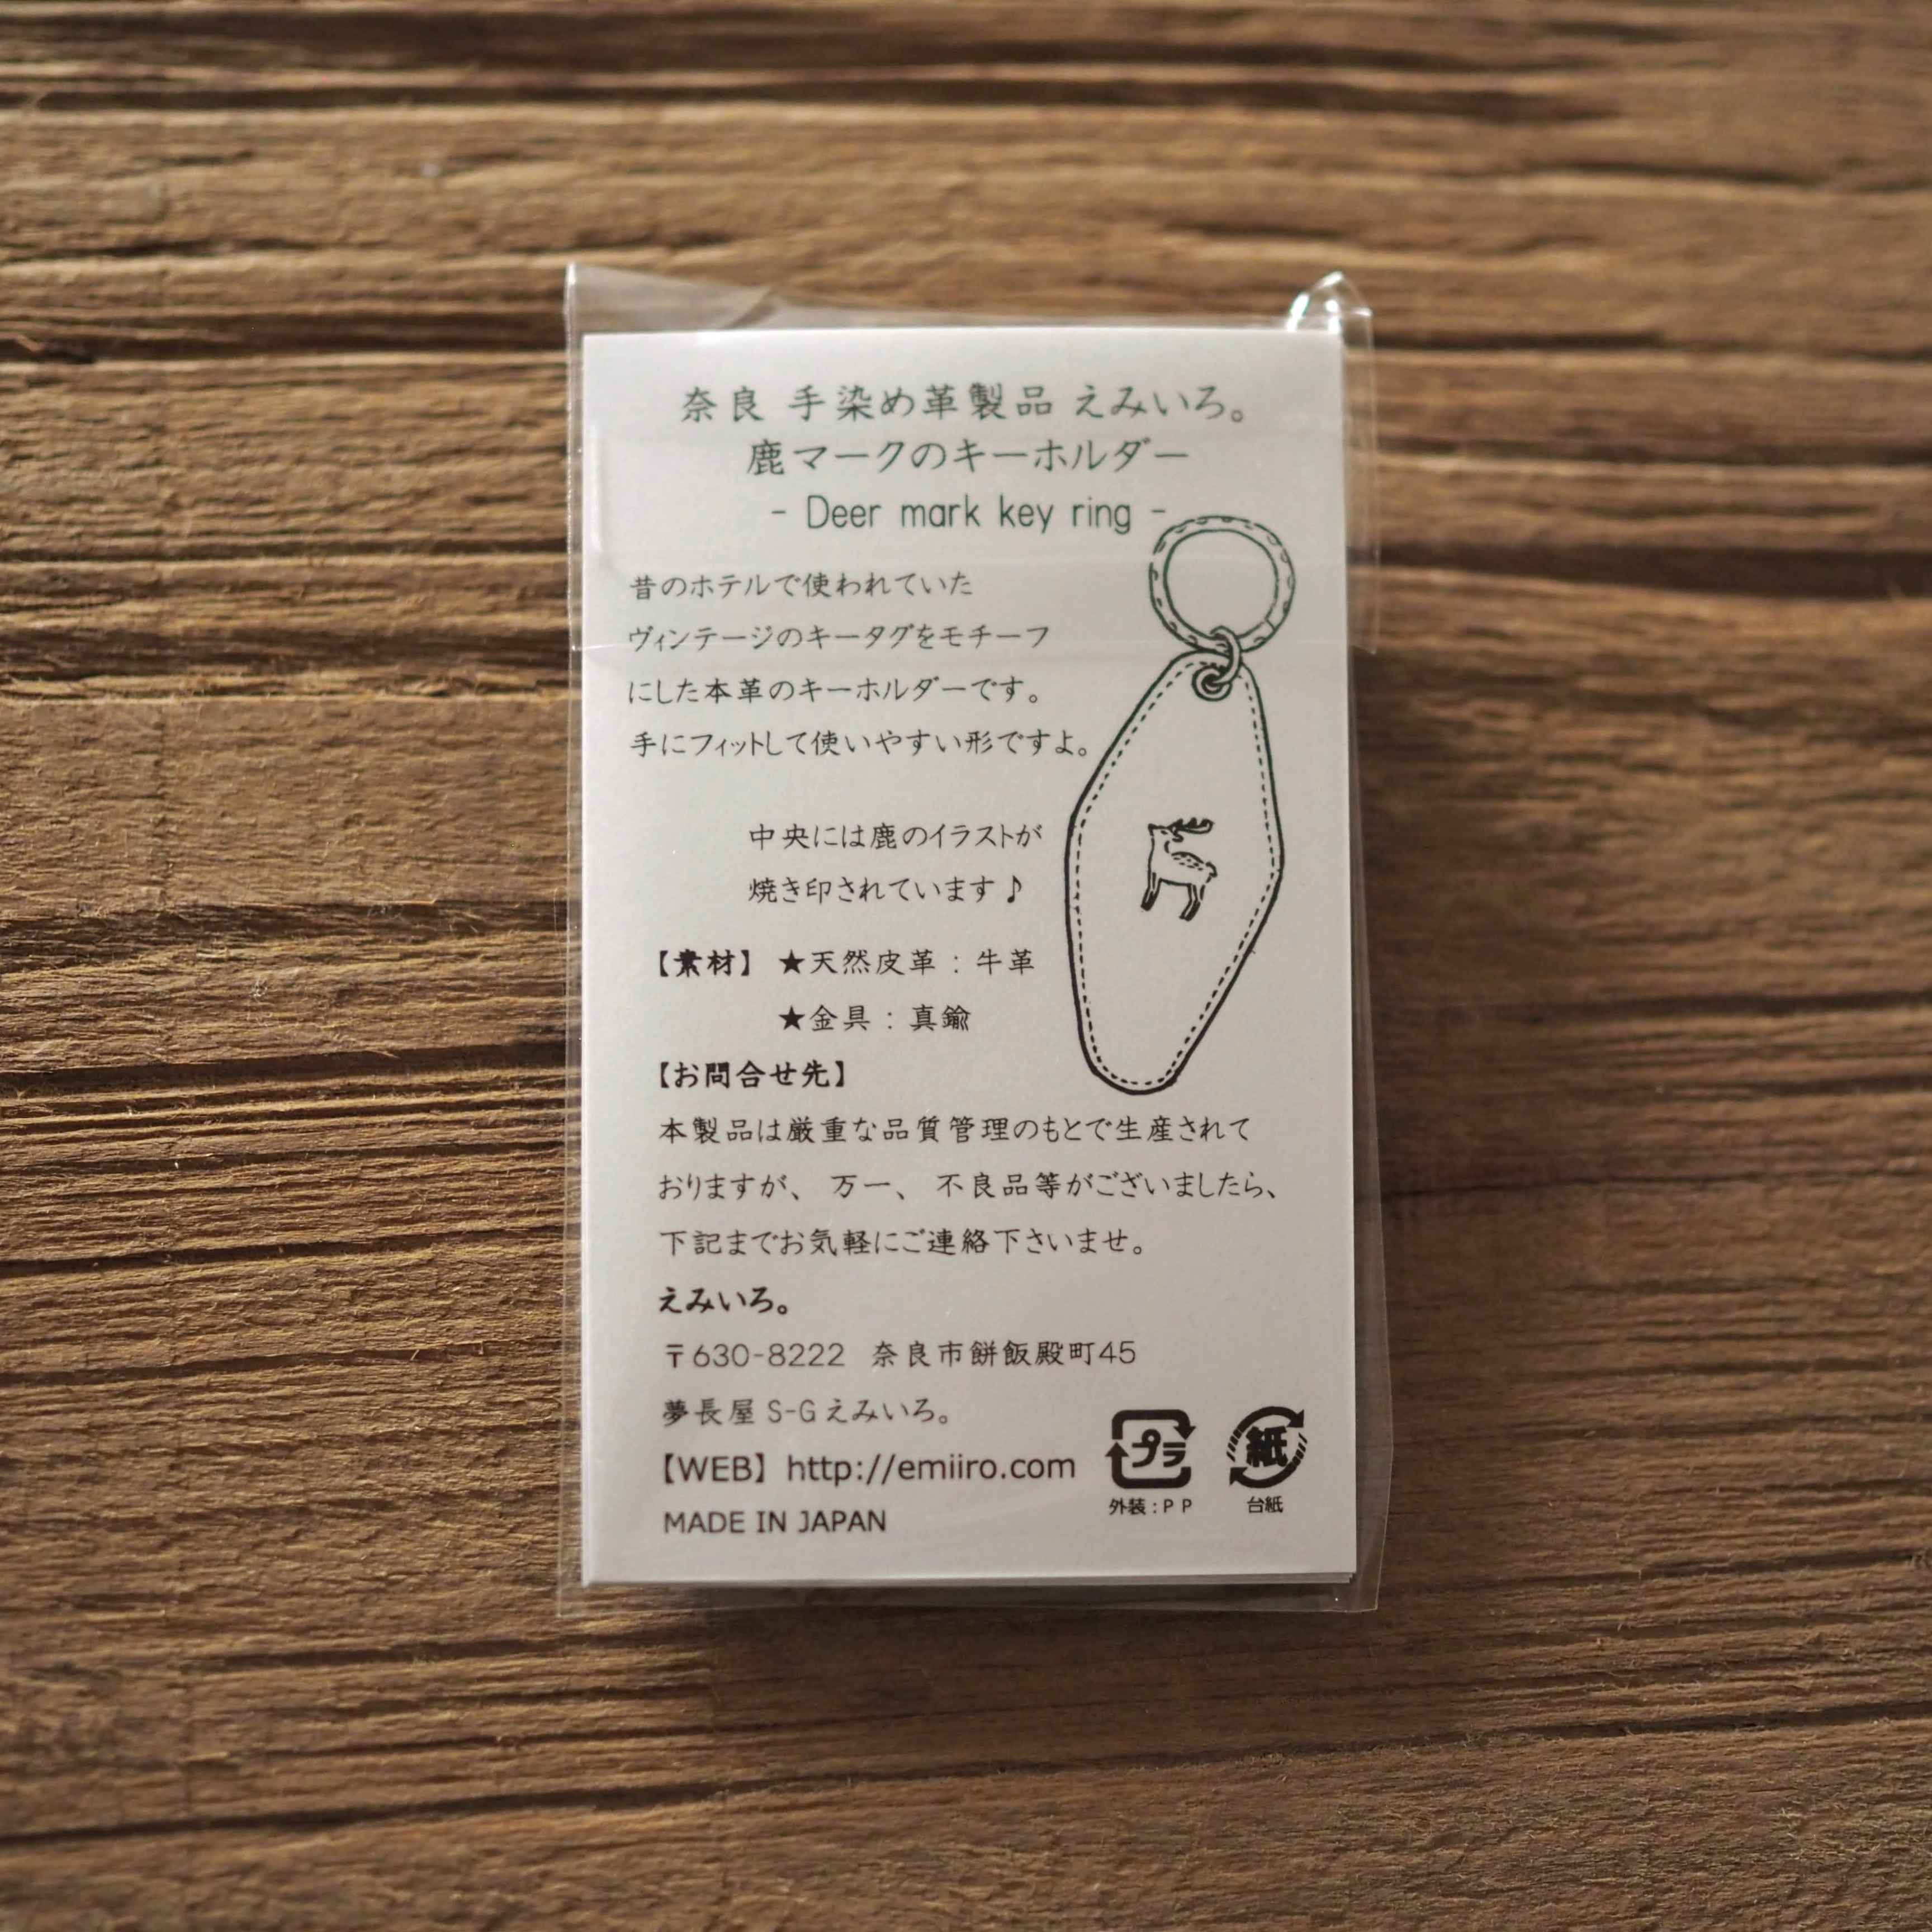 奈良 手染め革製品 えみいろ。
鹿マークのキーホルダー
- Deer mark key ring -
昔のホテルで使われていた
ヴィンテージのキータグをモチーフ
にした本革のキーホルダーです。
手にフィットして使いやすい形ですよ。
中央には鹿のイラストが
焼き印されています♪
【素材】 ★天然皮革：牛革
★金具：真鍮
【お問合せ先】
本製品は厳重な品質管理のもとで生産されて
おりますが、万一、不良品等がございましたら、
下記までお気軽にご連絡下さいませ。
えみいろ。
〒630-8222 奈良市餅飯殿町45
夢長屋 S-G えみいろ。
【WEB】http://emiiro.com
MADE IN JAPAN
プラ
外装：PP
紙
台紙